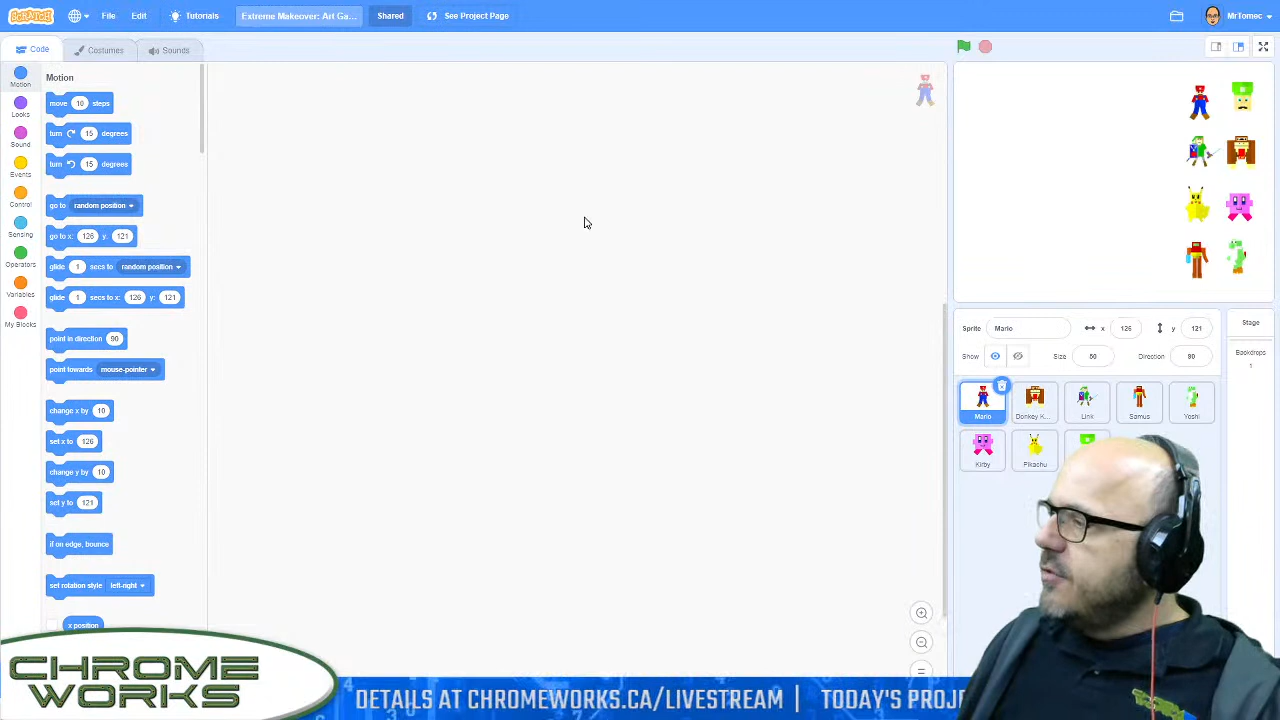 SCRATCH
File
Edit
Tutorials
Extreme Makeover: Art Ga...
Shared
See Project Page
MrTomec
Code
Costumes
Sounds
Motion
Looks
Sound
Events
Control
Sensing
Operators
Variables
My Blocks
Motion
move 10 steps
turn 15 degrees
turn 15 degrees
go to random position
go to x: 126 y: 121
glide 1 secs to random position
glide 1 secs to x: 126 y: 121
point in direction 90
point towards mouse-pointer
change x by 10
set x to 126
change y by 10
set y to 121
if on edge, bounce
set rotation style left-right
x position
Sprite Mario x 126 y 121
Show Size 50 Direction 90
Mario
Donkey K...
Link
Samus
Yoshi
Kirby
Pikachu
Stage
Backdrops
1
CHROME
WORKS
DETAILS AT CHROMEWORKS.CA/LIVESTREAM | TODAY'S PROJE